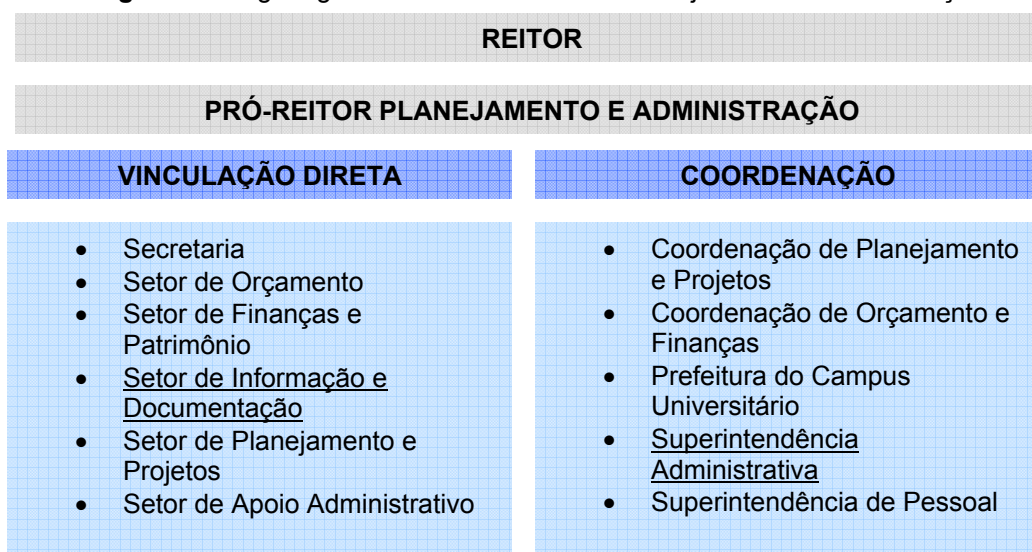 REITOR
PRÓ-REITOR PLANEJAMENTO E ADMINISTRAÇÃO
VINCULAÇÃO DIRETA
• Secretaria
• Setor de Orçamento
• Setor de Finanças e
Patrimônio
• Setor de Informação e
Documentação
• Setor de Planejamento e
Projetos
• Setor de Apoio Administrativo
COORDENAÇÃO
• Coordenação de Planejamento
e Projetos
• Coordenação de Orçamento e
Finanças
• Prefeitura do Campus
Universitário
• Superintendência
Administrativa
• Superintendência de Pessoal